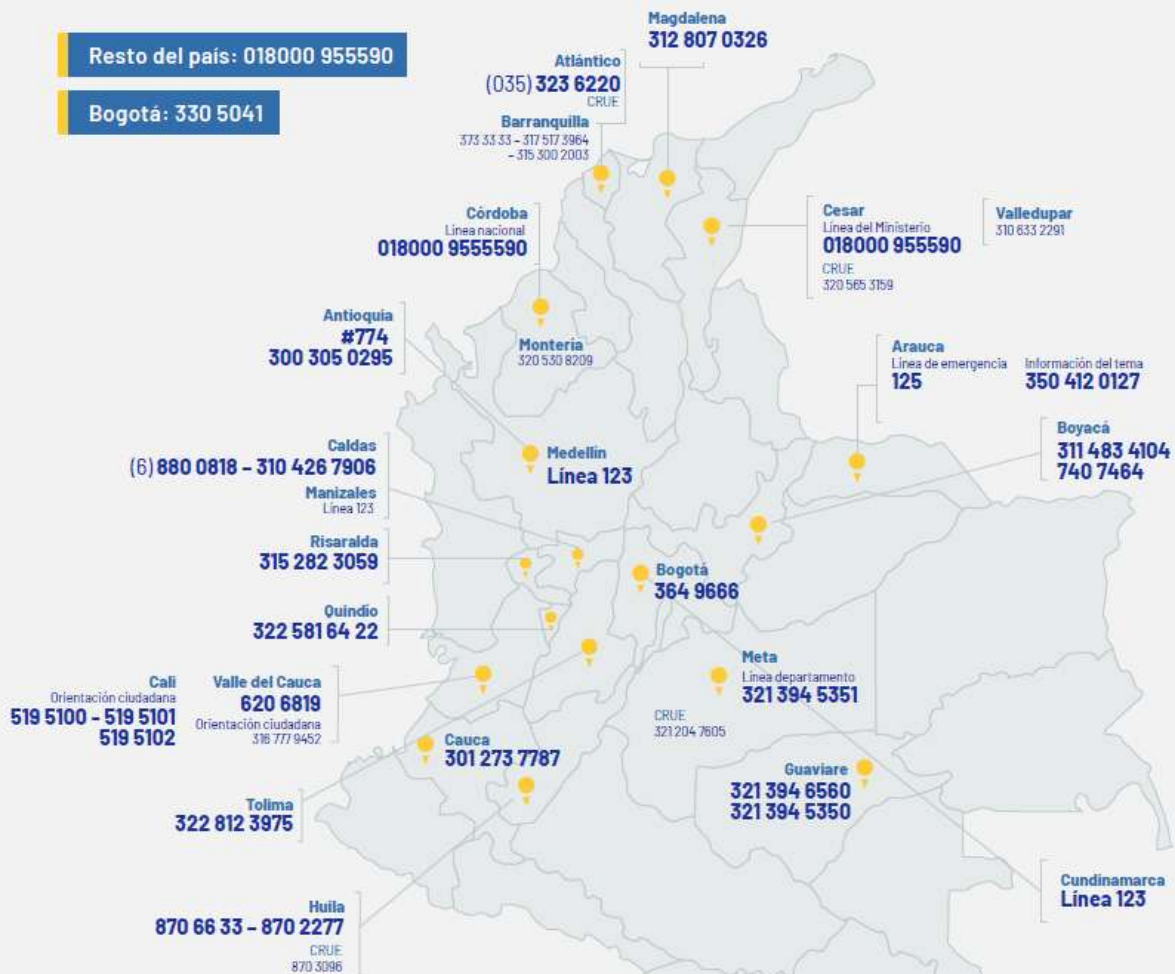 Resto del país: 018000 955590
Bogotá: 330 5041
Magdalena
312 807 0326
Atlántico
(035) 323 6220
CRUE
Barranquilla
373 33 33 – 317 517 3964
– 315 300 2003
Córdoba
Línea nacional
018000 9555590
Cesar
Línea del Ministerio
018000 955590
CRUE
320 565 3159
Valledupar
310 633 2291
Antioquia
#774
300 305 0295
Montería
320 530 8209
Arauca
Línea de emergencia
125
Información del tema
350 412 0127
Boyacá
311 483 4104
740 7464
Caldas
(6) 880 0818 – 310 426 7906
Manizales
Línea 123
Medellín
Línea 123
Risaralda
315 282 3059
Bogotá
364 9666
Quindío
322 581 64 22
Cali
Orientación ciudadana
519 5100 – 519 5101
519 5102
Valle del Cauca
620 6819
Orientación ciudadana
316 777 9452
Meta
Línea departamento
321 394 5351
CRUE
321 204 7605
Cauca
301 273 7787
Guaviare
321 394 6560
321 394 5350
Tolima
322 812 3975
Cundinamarca
Línea 123
Huila
870 66 33 – 870 2277
CRUE
870 3096